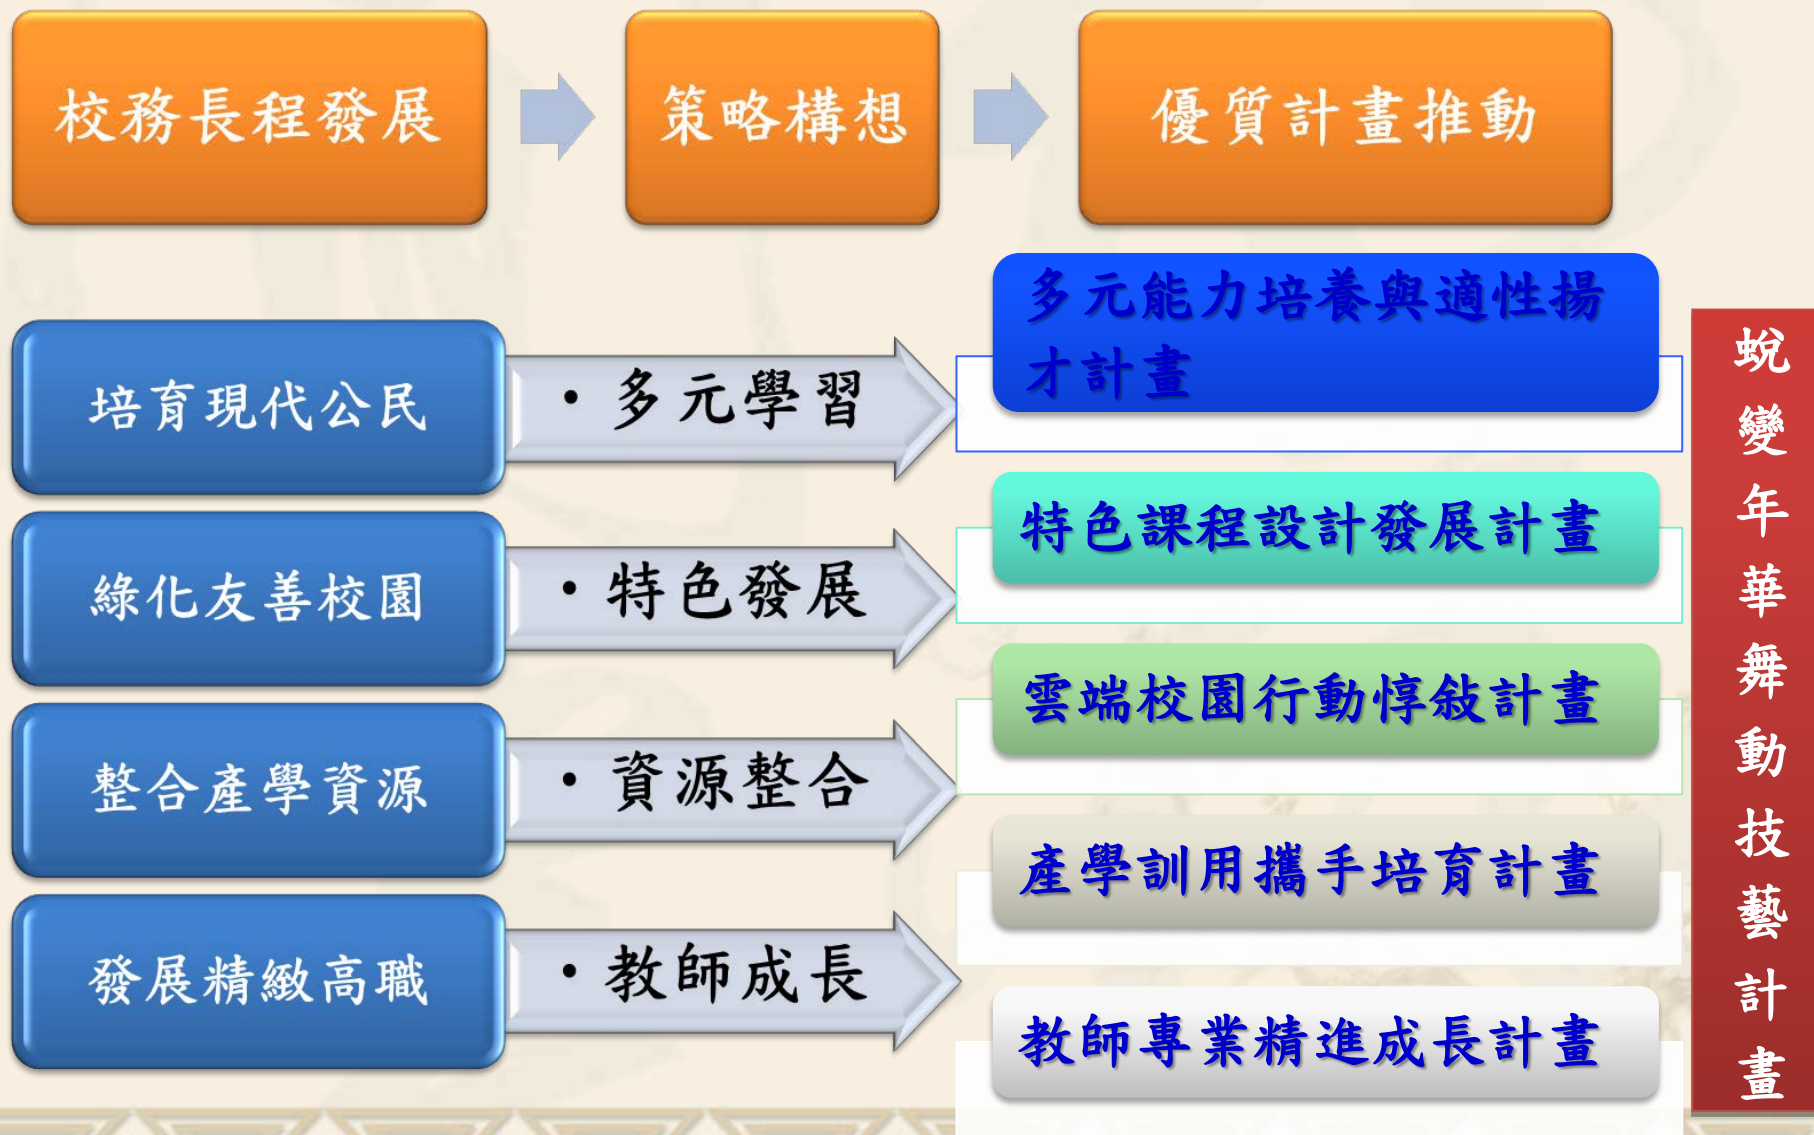 校務長程發展
策略構想
優質計畫推動
培育現代公民
•多元學習
多元能力培養與適性揚
才計畫
綠化友善校園
•特色發展
特色課程設計發展計畫
整合產學資源
•資源整合
雲端校園行動惇敍計畫
產學訓用攜手培育計畫
發展精緻高職
•教師成長
教師專業精進成長計畫
蛻變年華舞動技藝計畫